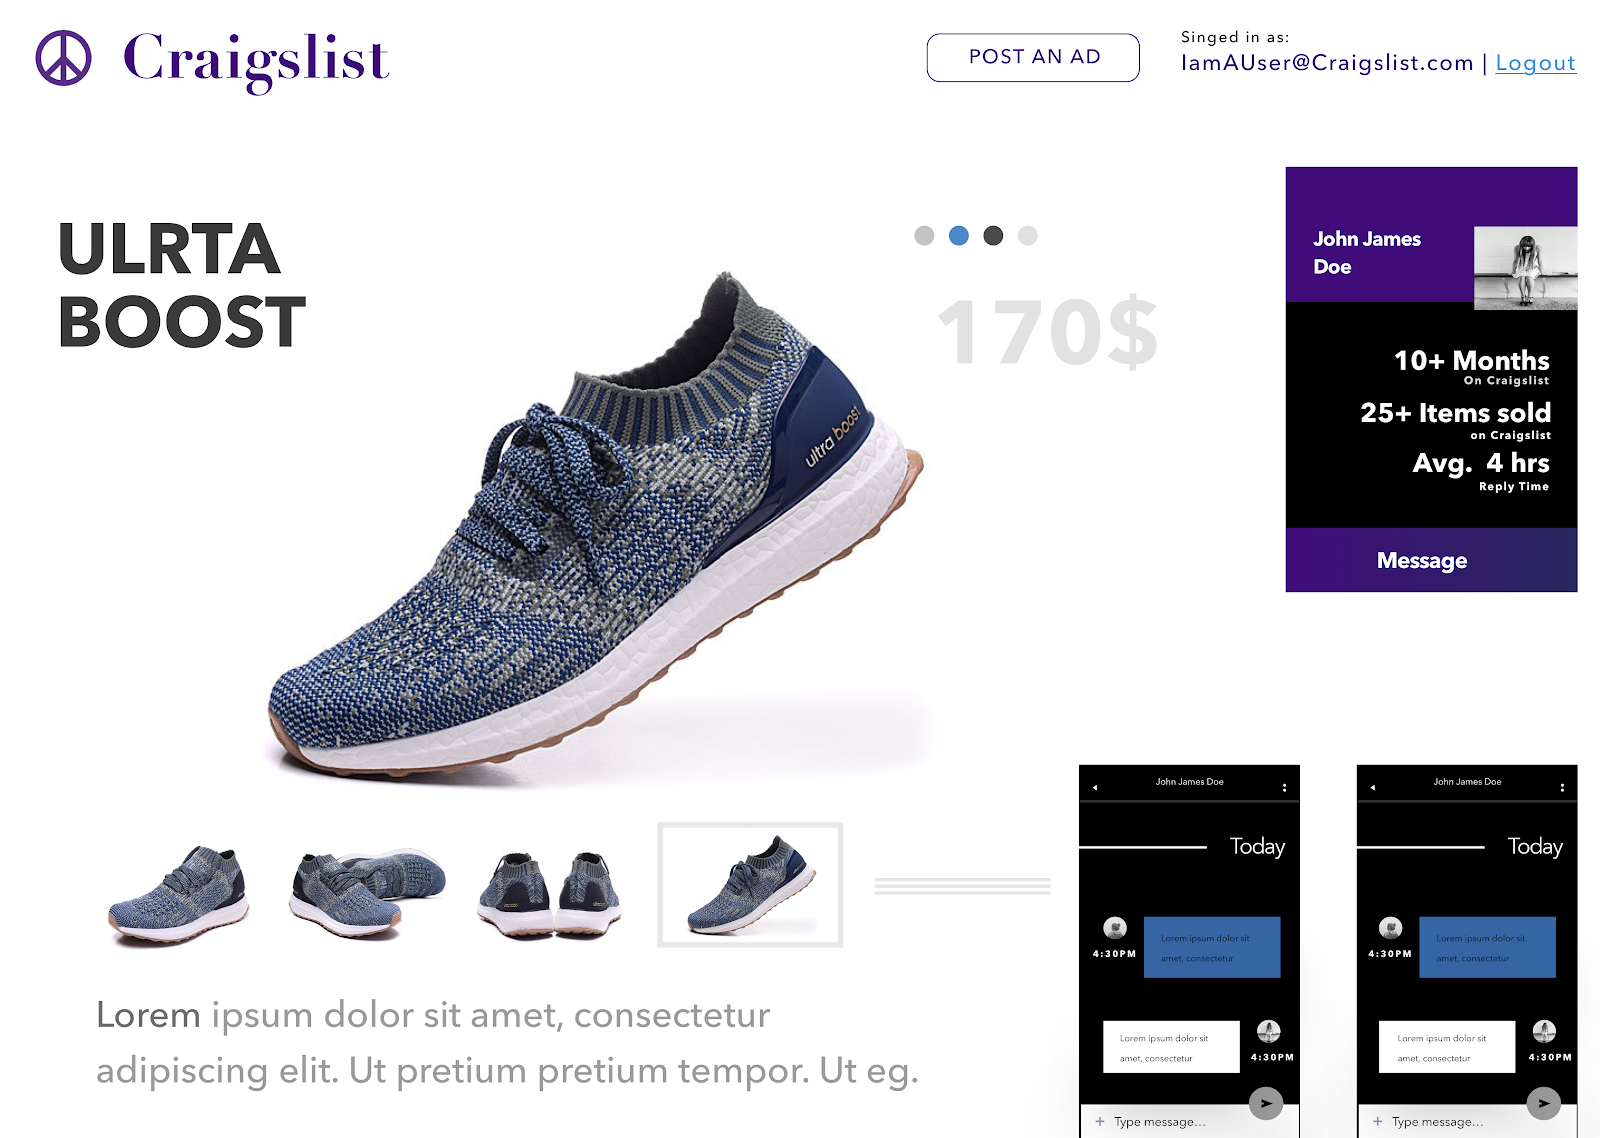 Craigslist
POST AN AD
Singed in as:
IamAUser@Craigslist.com | Logout
ULRTA
BOOST
170$
ultra boost
John James
Doe
10+ Months
On Craigslist
25+ Items sold
on Craigslist
Avg. 4 hrs
Reply Time
Message
Lorem ipsum dolor sit amet, consectetur
adipiscing elit. Ut pretium pretium tempor. Ut eg.
John James Doe
Today
Lorem ipsum dolor sit
amet, consectetur
4:30PM
Lorem ipsum dolor sit
amet, consectetur
4:30PM
+ Type message...
John James Doe
Today
Lorem ipsum dolor sit
amet, consectetur
4:30PM
Lorem ipsum dolor sit
amet, consectetur
4:30PM
+ Type message...